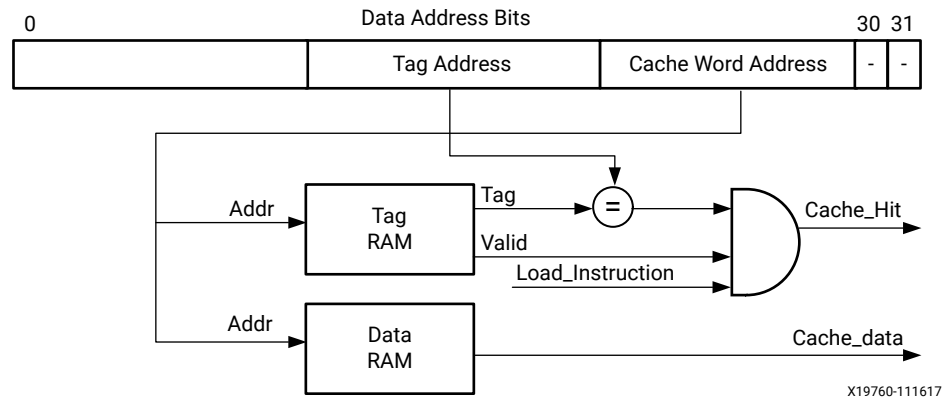 Data Address Bits
0 30 31
Tag Address Cache Word Address - -
Addr Tag RAM Tag = Cache_Hit
Valid
Load_Instruction
Addr Data RAM Cache_data
X19760-111617